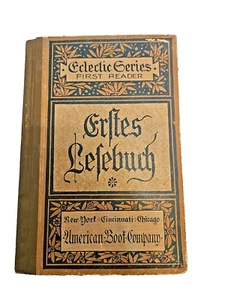 Eclectic Series
FIRST READER
Erſtes
Leſebuch
New York · Cincinnati · Chicago
American · Book · Company